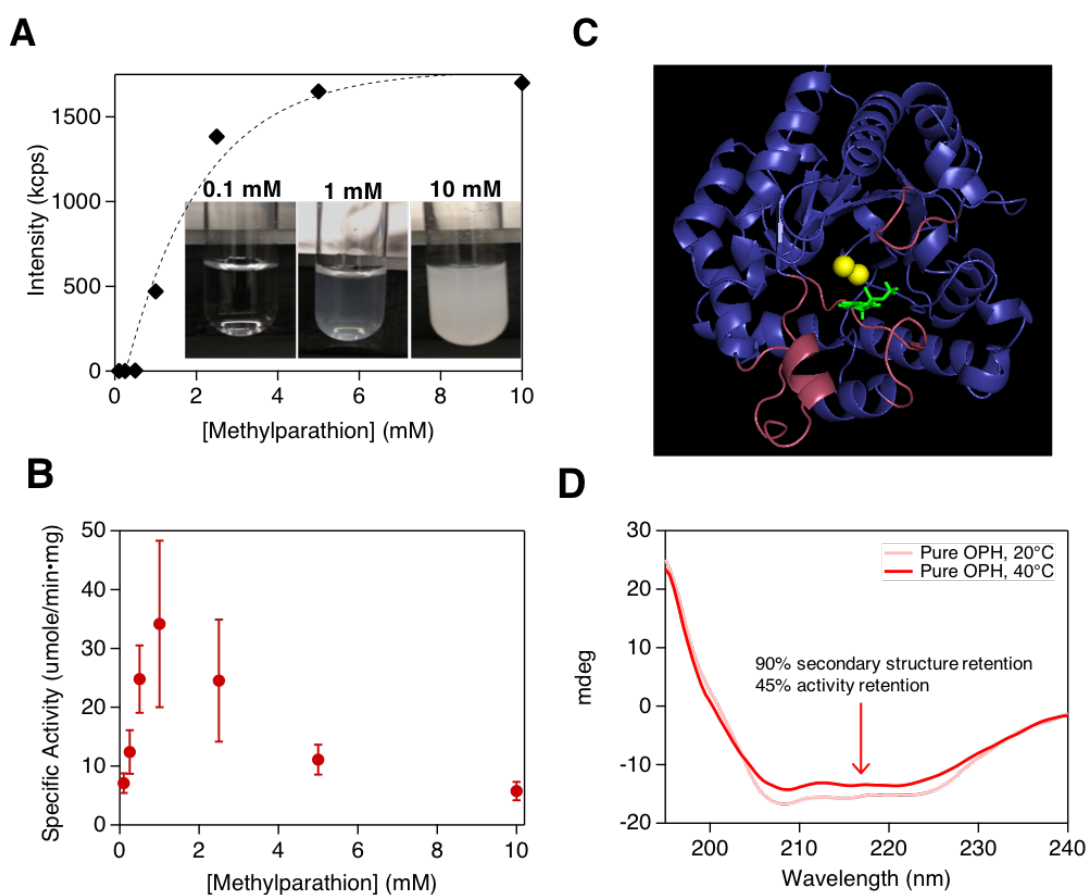 A
1500
1000
500
0
Intensity (kcps)
0.1 mM
1 mM
10 mM
0
2
4
6
8
10
[Methylparathion] (mM)
B
50
40
30
20
10
0
Specific Activity (umole/min•mg)
0
2
4
6
8
10
[Methylparathion] (mM)
C
D
30
20
10
0
-10
-20
mdeg
Pure OPH, 20°C
Pure OPH, 40°C
90% secondary structure retention
45% activity retention
200
210
220
230
240
Wavelength (nm)